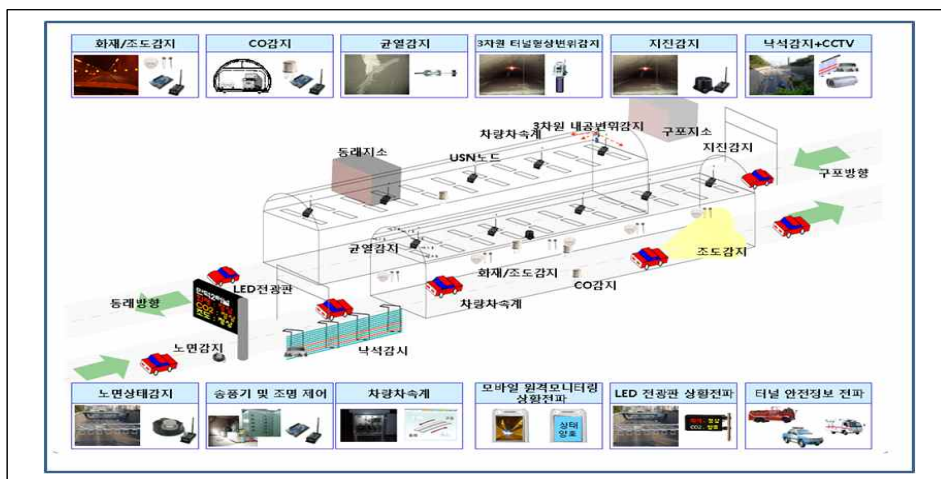 화재/조도감지
CO감지
균열감지
3차원 터널형상변위감지
지진감지
낙석감지+CCTV
3차원 내공변위감지
구포지소
차량차속계
동래지소
USN노드
지진감지
구포방향
균열감지
조도감지
화재/조도감지
CO감지
LED전광판
차량차속계
동래방향
노면감지
낙석감시
노면상태감지
송풍기 및 조명 제어
차량차속계
모바일 원격모니터링
상황전파
LED 전광판 상황전파
터널 안전정보 전파
상태
양호